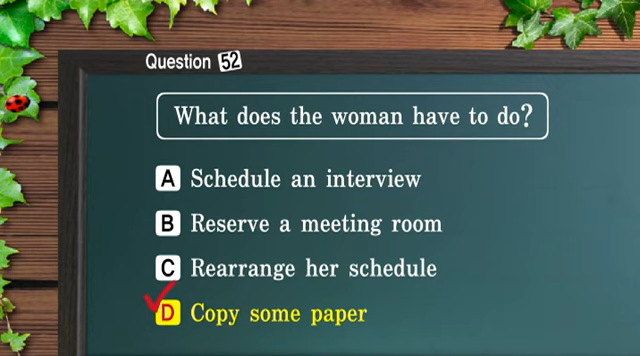 Question 52
What does the woman have to do?
A Schedule an interview
B Reserve a meeting room
C Rearrange her schedule
D Copy some paper